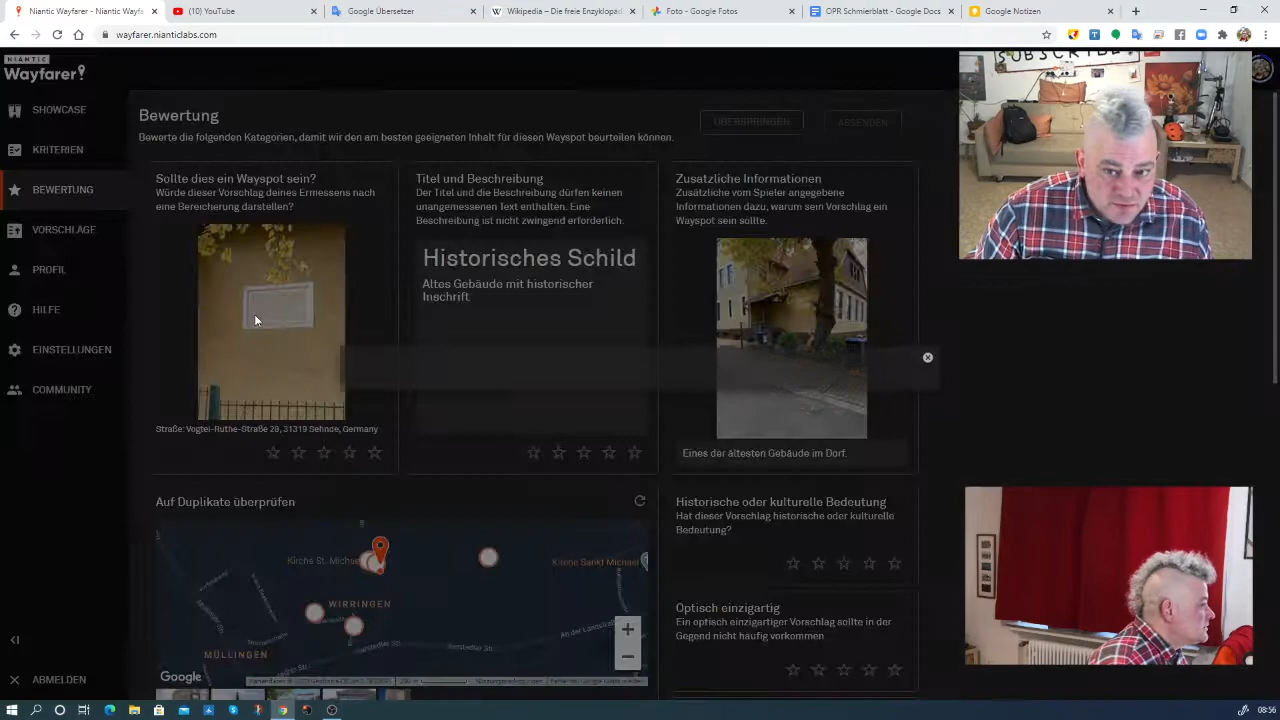 Niantic Wayfarer
(10) YouTube
Google Übersetzer
Wikipedia – Die freie Enzyklopäd
Foto - Google Fotos
OPR Schmierblatt - Google Docs
Google Notizen
wayfarer.nianticlabs.com
NIANTIC
Wayfarer
SHOWCASE
KRITERIEN
BEWERTUNG
VORSCHLÄGE
PROFIL
HILFE
EINSTELLUNGEN
COMMUNITY
ABMELDEN
Bewertung
Bewerte die folgenden Kategorien, damit wir den am besten geeigneten Inhalt für diesen Wayspot beurteilen können.
ÜBERSPRINGEN
ABSENDEN
Sollte dies ein Wayspot sein?
Würde dieser Vorschlag deines Ermessens nach
eine Bereicherung darstellen?
Straße: Vogtei-Ruthe-Straße 28, 31319 Sehnde, Germany
Titel und Beschreibung
Der Titel und die Beschreibung dürfen keinen
unangemessenen Text enthalten. Eine
Beschreibung ist nicht zwingend erforderlich.
Historisches Schild
Altes Gebäude mit historischer
Inschrift
Zusätzliche Informationen
Zusätzliche vom Spieler angegebene
Informationen dazu, warum sein Vorschlag ein
Wayspot sein sollte.
Eines der ältesten Gebäude im Dorf.
Auf Duplikate überprüfen
Kirche St. Michae
Kirche Sankt Michael
WIRRINGEN
MÜLLINGEN
Google
Historische oder kulturelle Bedeutung
Hat dieser Vorschlag historische oder kulturelle
Bedeutung?
Optisch einzigartig
Ein optisch einzigartiger Vorschlag sollte in der
Gegend nicht häufig vorkommen
SUBSCRIBE
08:56